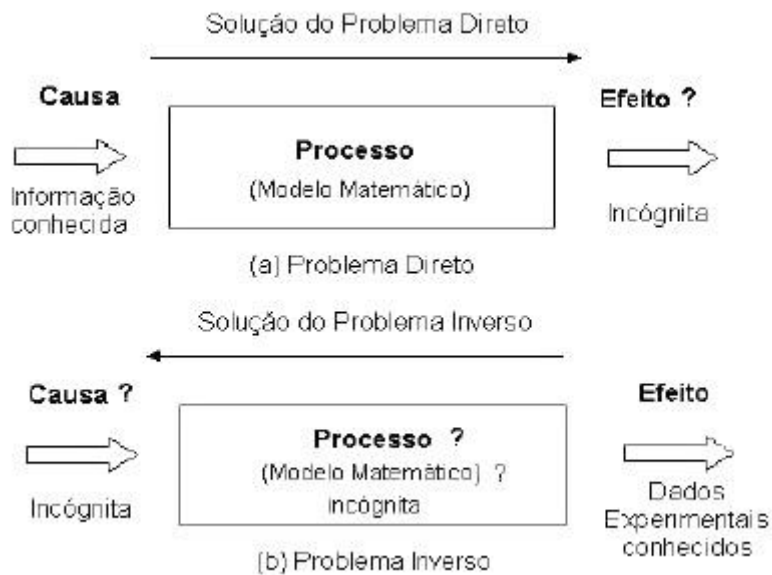 Solução do Problema Direto
Causa
Efeito ?
Processo
(Modelo Matemático)
Informação
conhecida
Incógnita
(a) Problema Direto
Solução do Problema Inverso
Causa ?
Efeito
Processo ?
(Modelo Matemático) ?
incógnita
Incógnita
Dados
Experimentais
conhecidos
(b) Problema Inverso